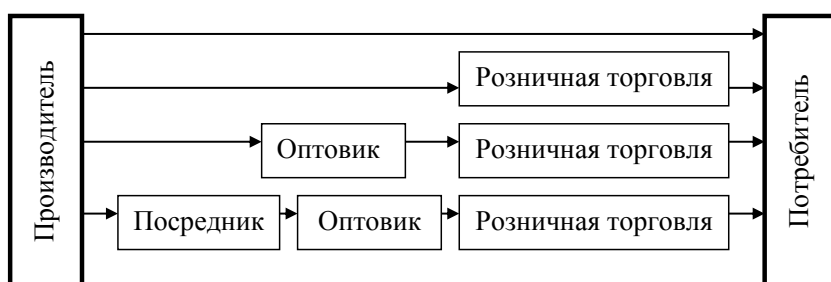 Производитель
Розничная торговля
Оптовик
Розничная торговля
Посредник
Оптовик
Розничная торговля
Потребитель